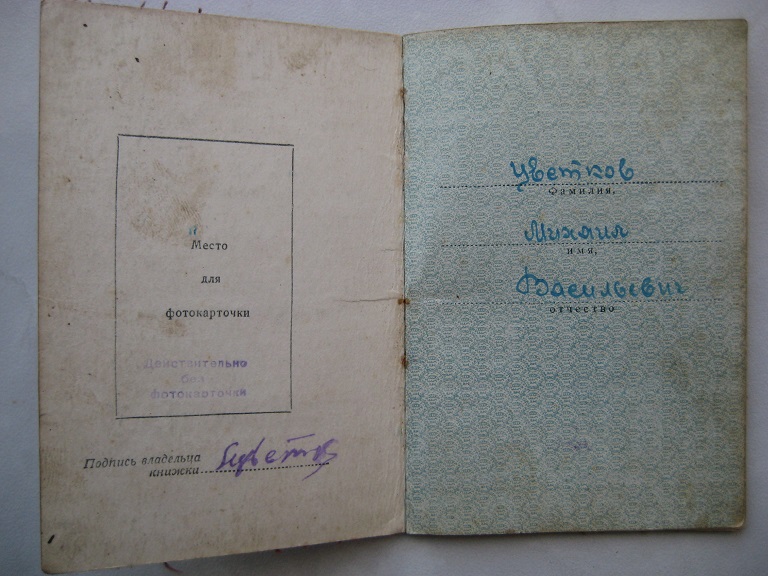 Место
для
фотокарточки
Действительно
без
фотокарточки
Подпись владельца
книжки Цветков
Цветков
Фамилия,
Михаил
имя,
Васильевич
отчество